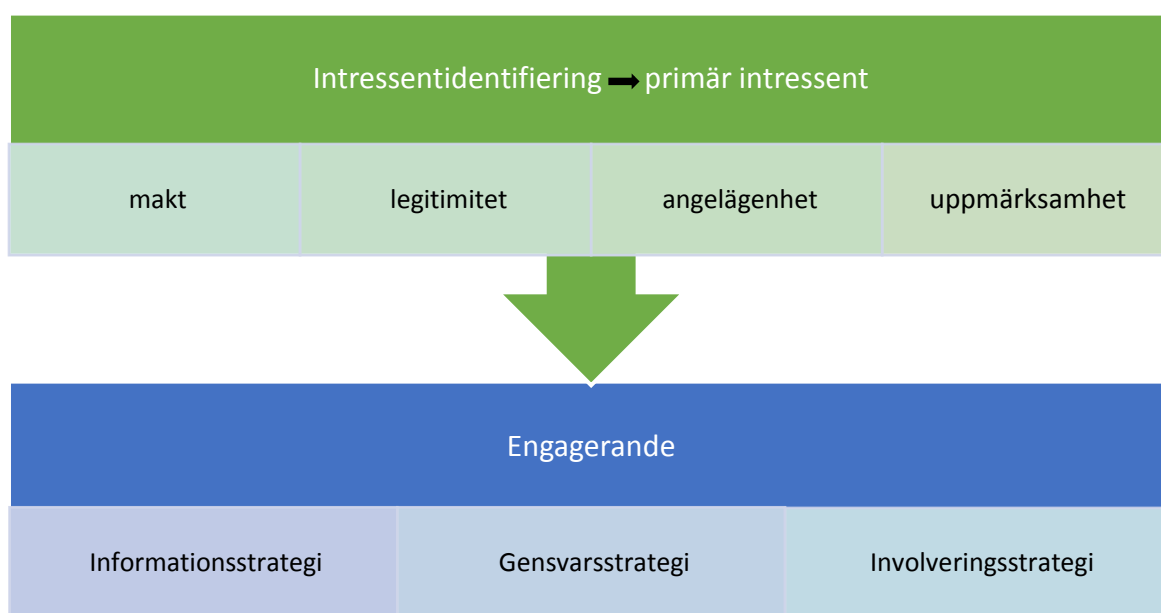 Intressentidentifiering ➡ primär intressent
makt
legitimitet
angelägenhet
uppmärksamhet
Engagerande
Informationsstrategi
Gensvarsstrategi
Involveringsstrategi